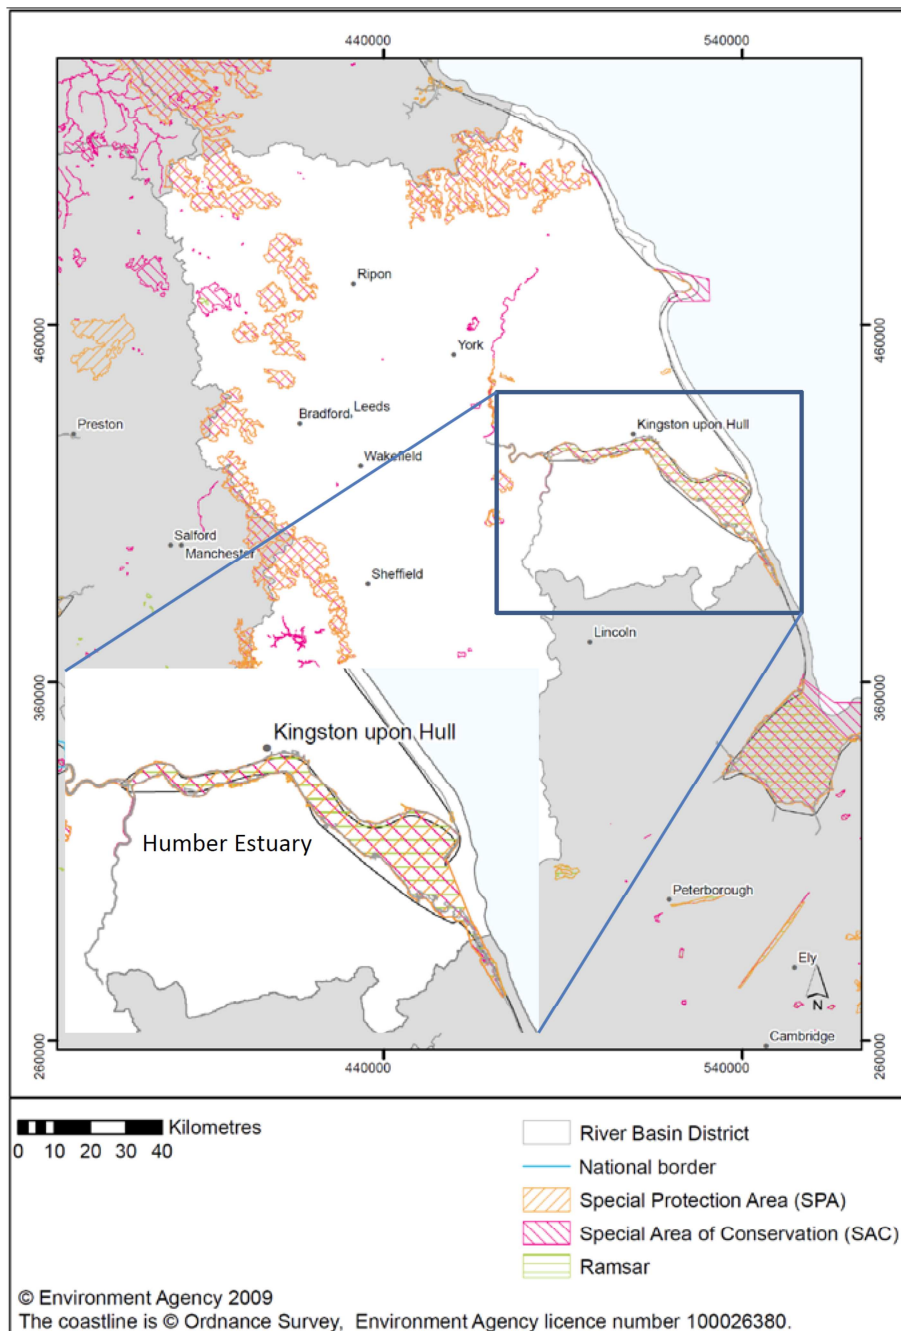 440000
540000
460000
460000
Ripon
York
Leeds
Bradford
Preston
Kingston upon Hull
Wakefield
Salford
Manchester
Sheffield
Lincoln
360000
360000
Kingston upon Hull
Humber Estuary
Peterborough
Ely
N
Cambridge
260000
260000
440000
540000
Kilometres
0 10 20 30 40
River Basin District
National border
Special Protection Area (SPA)
Special Area of Conservation (SAC)
Ramsar
© Environment Agency 2009
The coastline is © Ordnance Survey, Environment Agency licence number 100026380.